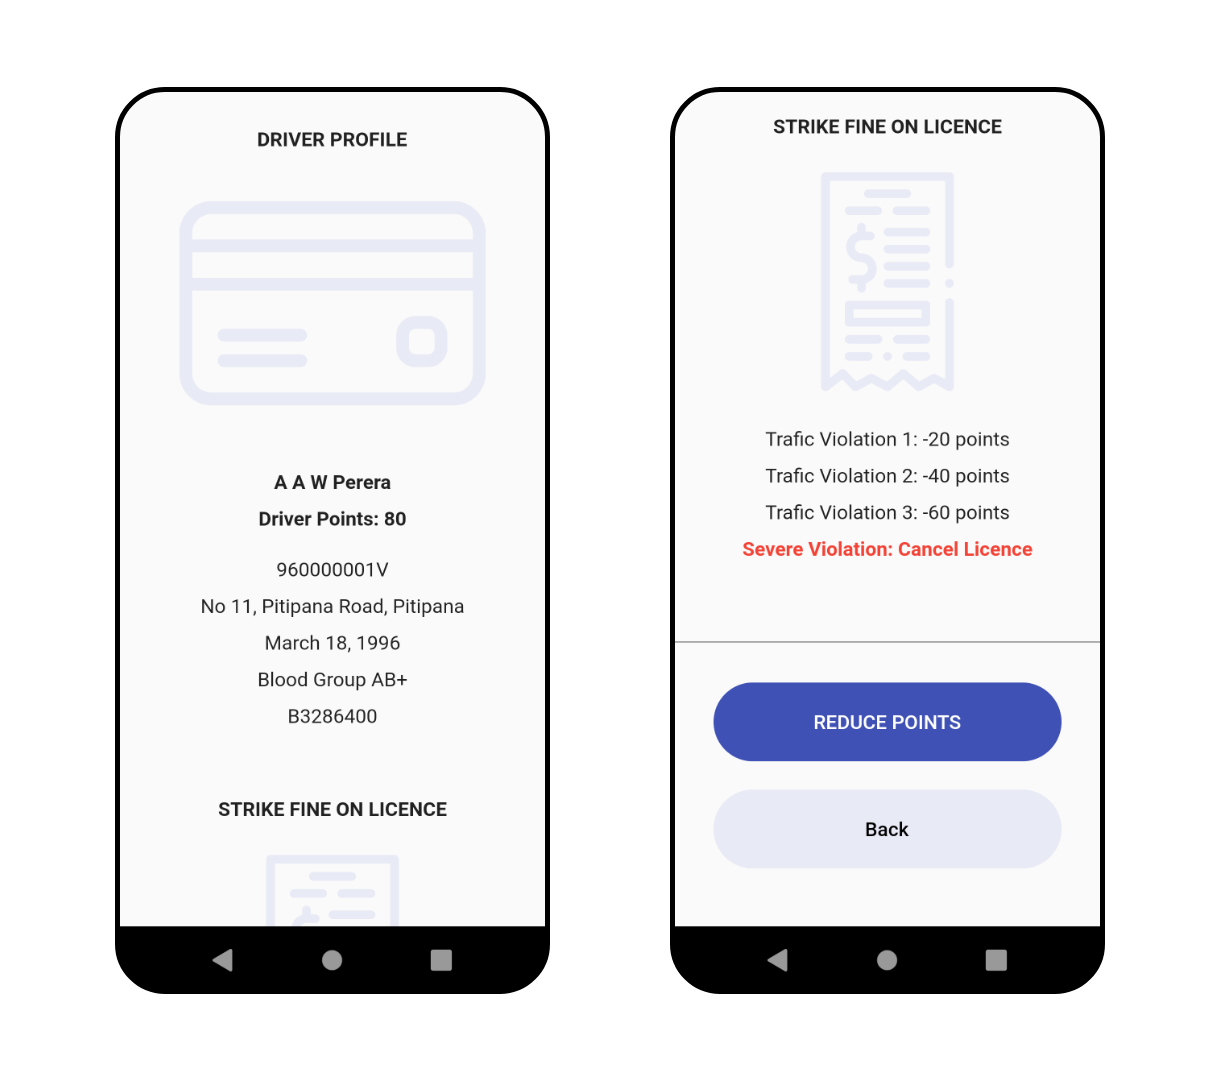 DRIVER PROFILE
A A W Perera
Driver Points: 80
960000001V
No 11, Pitipana Road, Pitipana
March 18, 1996
Blood Group AB+
B3286400
STRIKE FINE ON LICENCE
STRIKE FINE ON LICENCE
$
Trafic Violation 1: -20 points
Trafic Violation 2: -40 points
Trafic Violation 3: -60 points
Severe Violation: Cancel Licence
REDUCE POINTS
Back